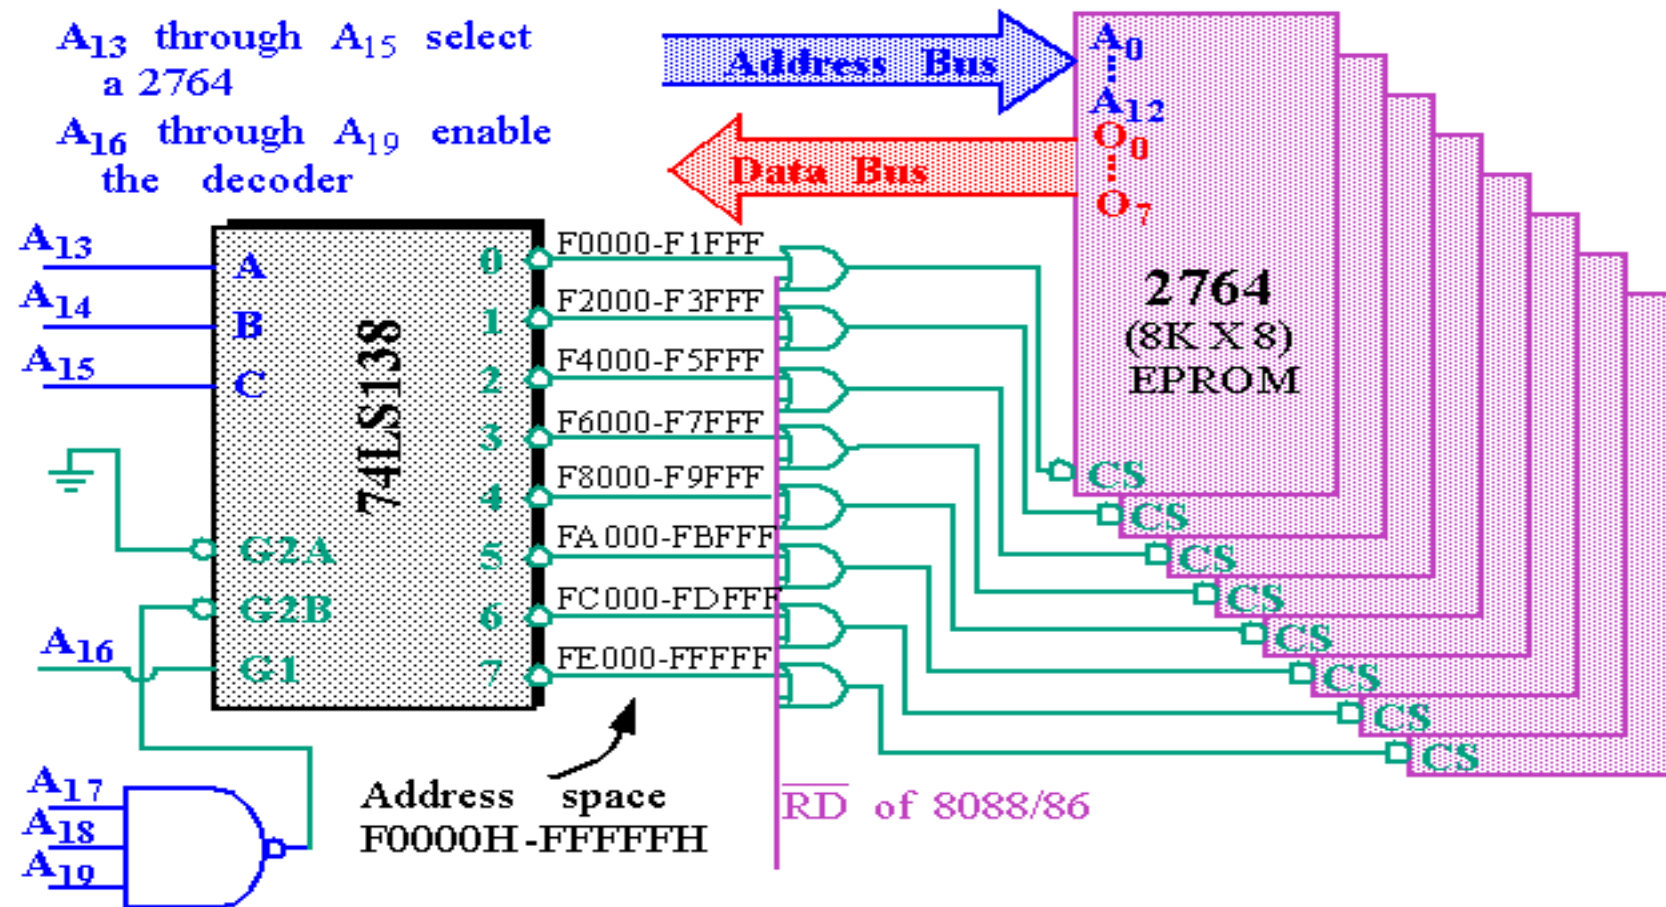 A13 through A15 select
a 2764
A16 through A19 enable
the decoder
Address Bus
Data Bus
A0
A12
O0
O7
2764
(8K X 8)
EPROM
A13
A14
A15
A
B
C
74LS138
G2A
G2B
G1
A16
0
1
2
3
4
5
6
7
F0000-F1FFF
F2000-F3FFF
F4000-F5FFF
F6000-F7FFF
F8000-F9FFF
FA000-FBFFF
FC000-FDFFF
FE000-FFFFF
CS
CS
CS
CS
CS
CS
CS
CS
A17
A18
A19
Address space
F0000H-FFFFFH
RD of 8088/86